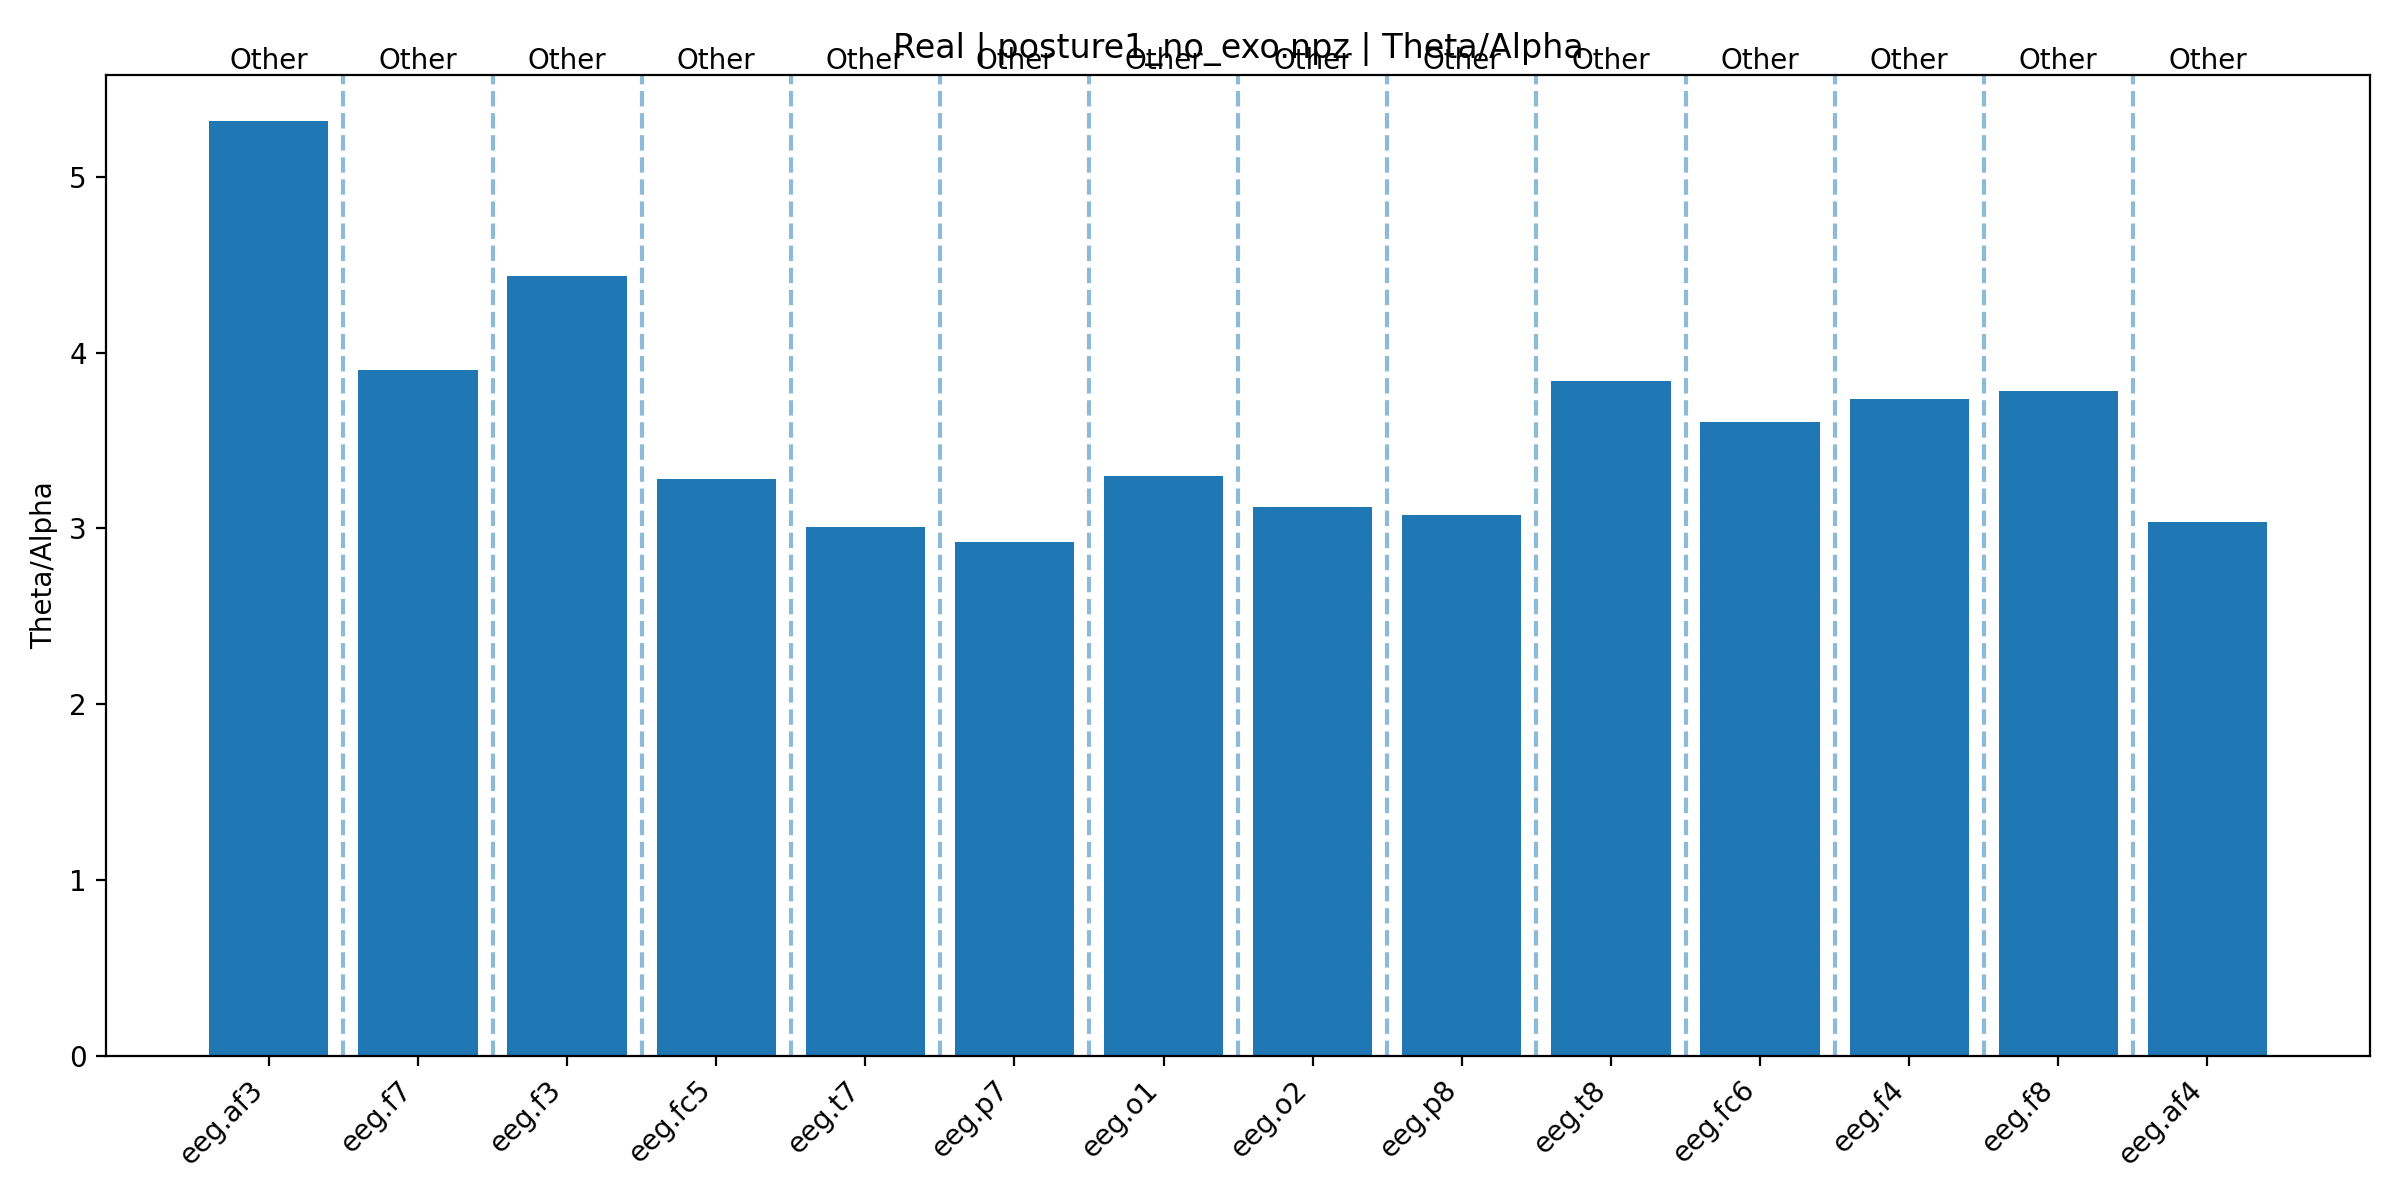 Real | posture1_no_exo.npz | Theta/Alpha
Other Other Other Other Other Other Other Other Other Other Other Other Other Other
Theta/Alpha
5
4
3
2
1
0
eeg.af3 eeg.f7 eeg.f3 eeg.fc5 eeg.t7 eeg.p7 eeg.o1 eeg.o2 eeg.p8 eeg.t8 eeg.fc6 eeg.f4 eeg.f8 eeg.af4